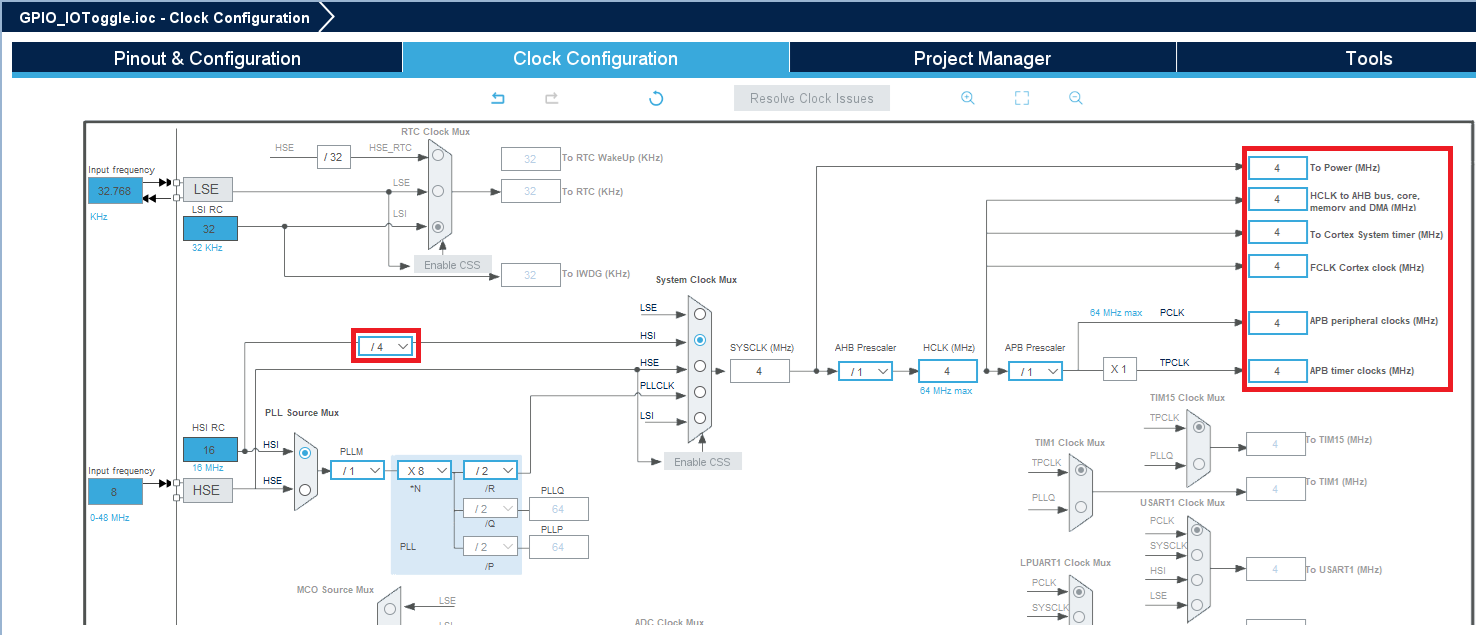 GPIO_IOToggle.ioc - Clock Configuration
Pinout & Configuration
Clock Configuration
Project Manager
Tools
Resolve Clock Issues
RTC Clock Mux
HSE
/ 32
HSE_RTC
32
To RTC WakeUp (KHz)
Input frequency
32.768
KHz
LSE
LSE
32
To RTC (KHz)
LSI RC
32
32 KHz
LSI
Enable CSS
32
To IWDG (KHz)
4
To Power (MHz)
4
HCLK to AHB bus, core,
memory and DMA (MHz)
4
To Cortex System timer (MHz)
4
FCLK Cortex clock (MHz)
System Clock Mux
LSE
HSI
HSE
PLLCLK
LSI
Enable CSS
/ 4
SYSCLK (MHz)
4
AHB Prescaler
/ 1
HCLK (MHz)
4
64 MHz max
APB Prescaler
/ 1
64 MHz max
PCLK
4
APB peripheral clocks (MHz)
X 1
TPCLK
4
APB timer clocks (MHz)
PLL Source Mux
HSI RC
16
16 MHz
HSI
HSE
Input frequency
8
0-48 MHz
HSE
PLLM
/ 1
X 8
*N
/ 2
/R
/ 2
/Q
PLLQ
64
PLL
/ 2
/P
PLLP
64
TIM15 Clock Mux
TPCLK
PLLQ
4
To TIM15 (MHz)
TIM1 Clock Mux
TPCLK
PLLQ
4
To TIM1 (MHz)
USART1 Clock Mux
PCLK
SYSCLK
HSI
LSE
4
To USART1 (MHz)
LPUART1 Clock Mux
PCLK
SYSCLK
MCO Source Mux
LSE
LSI
ADC Clock Mux